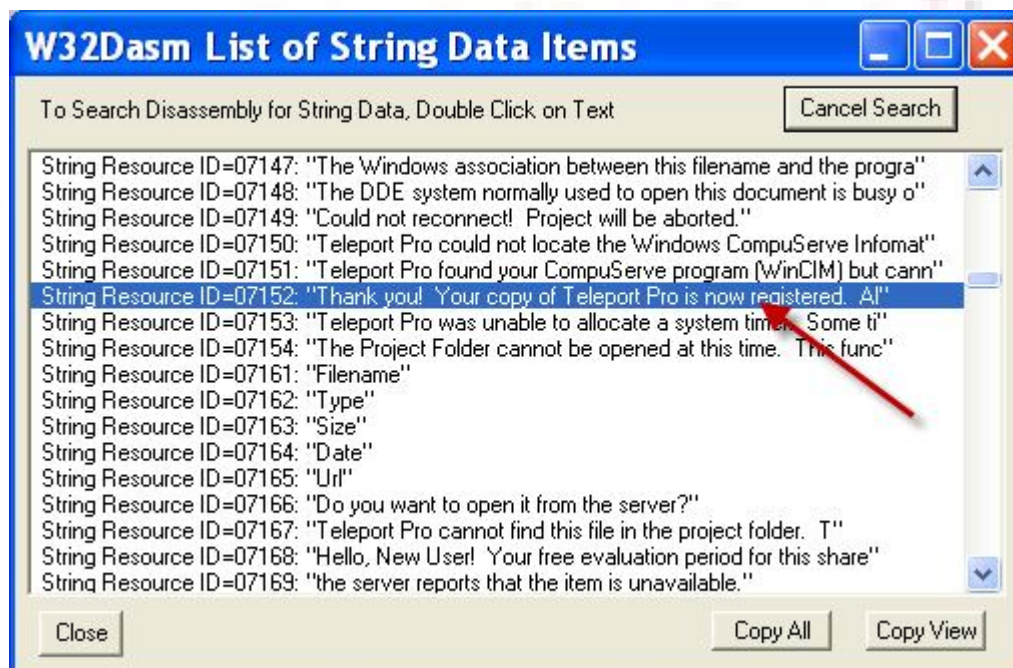 W32Dasm List of String Data Items
To Search Disassembly for String Data, Double Click on Text
Cancel Search
String Resource ID=07147: "The Windows association between this filename and the progra"
String Resource ID=07148: "The DDE system normally used to open this document is busy o"
String Resource ID=07149: "Could not reconnect!  Project will be aborted."
String Resource ID=07150: "Teleport Pro could not locate the Windows CompuServe Infomat"
String Resource ID=07151: "Teleport Pro found your CompuServe program (WinCIM) but cann"
String Resource ID=07152: "Thank you!  Your copy of Teleport Pro is now registered.  Al"
String Resource ID=07153: "Teleport Pro was unable to allocate a system timer.  Some ti"
String Resource ID=07154: "The Project Folder cannot be opened at this time.  This func"
String Resource ID=07161: "Filename"
String Resource ID=07162: "Type"
String Resource ID=07163: "Size"
String Resource ID=07164: "Date"
String Resource ID=07165: "Url"
String Resource ID=07166: "Do you want to open it from the server?"
String Resource ID=07167: "Teleport Pro cannot find this file in the project folder.  T"
String Resource ID=07168: "Hello, New User!  Your free evaluation period for this share"
String Resource ID=07169: "the server reports that the item is unavailable."
Close
Copy All
Copy View